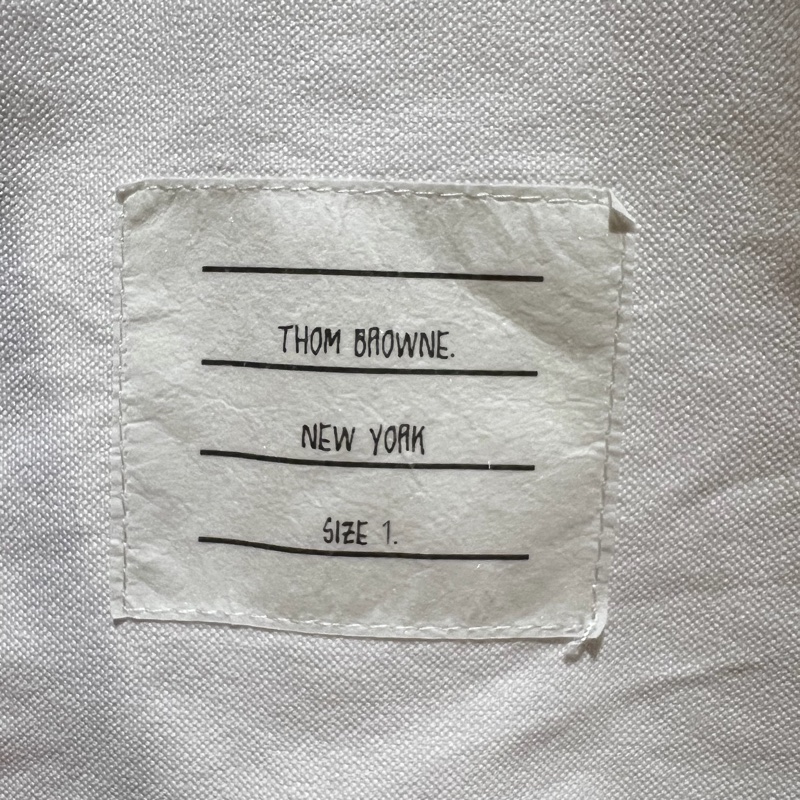 THOM BROWNE.
NEW YORK
SIZE 1.